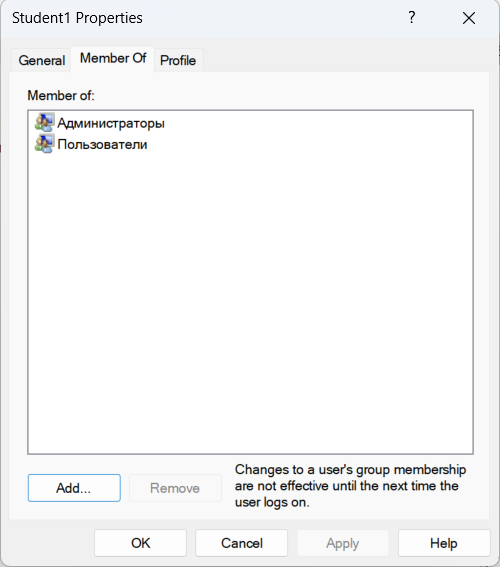 Student1 Properties
?
General
Member Of
Profile
Member of:
Администраторы
Пользователи
Add...
Remove
Changes to a user's group membership
are not effective until the next time the
user logs on.
OK
Cancel
Apply
Help